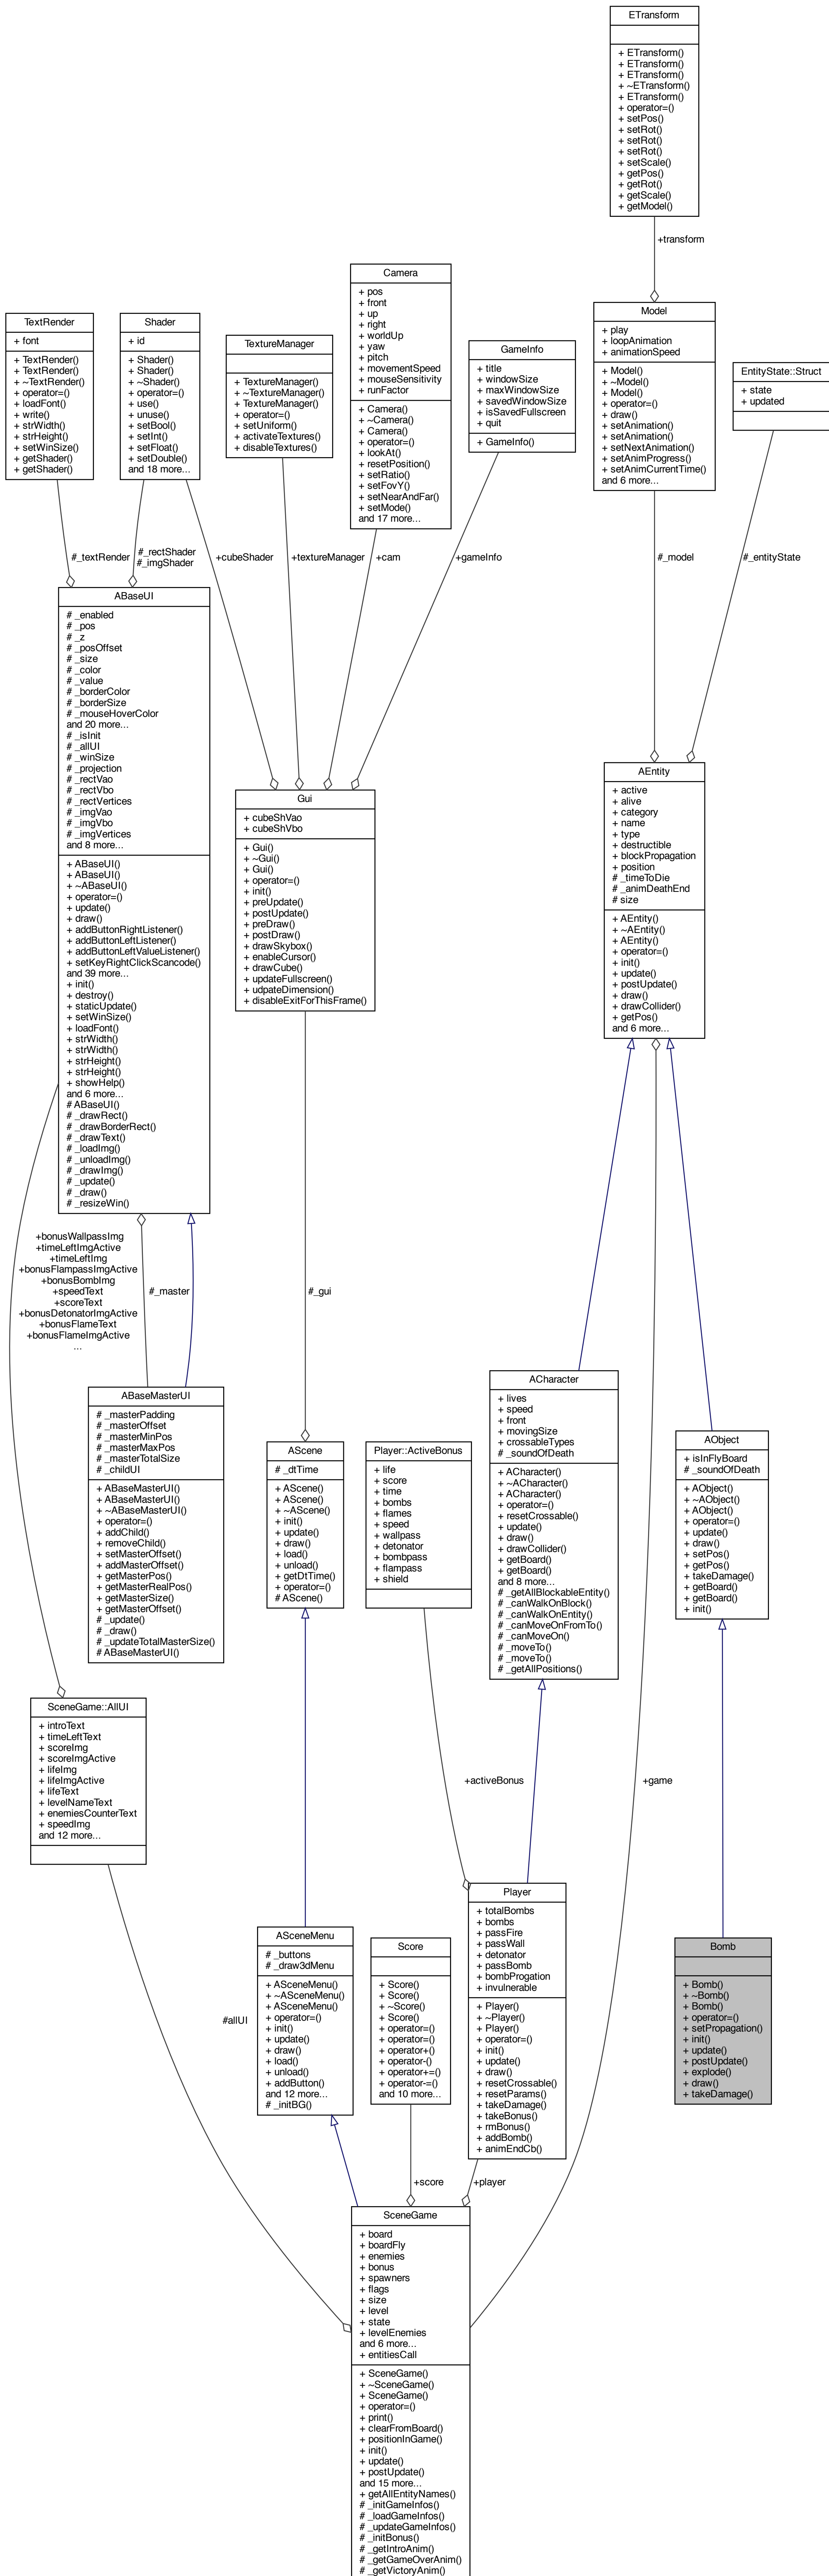 ETransform
+ ETransform()
+ ETransform()
+ ETransform()
+ ~ETransform()
+ ETransform()
+ operator=()
+ setPos()
+ setRot()
+ setRot()
+ setRot()
+ setScale()
+ getPos()
+ getRot()
+ getScale()
+ getModel()
+transform
Camera
+ pos
+ front
+ up
+ right
+ worldUp
+ yaw
+ pitch
+ movementSpeed
+ mouseSensitivity
+ runFactor
+ Camera()
+ ~Camera()
+ Camera()
+ operator=()
+ lookAt()
+ resetPosition()
+ setRatio()
+ setFovY()
+ setNearAndFar()
+ setMode()
and 17 more...
Model
+ play
+ loopAnimation
+ animationSpeed
+ Model()
+ ~Model()
+ Model()
+ operator=()
+ draw()
+ setAnimation()
+ setAnimation()
+ setNextAnimation()
+ setAnimProgress()
+ setAnimCurrentTime()
and 6 more...
TextRender
+ font
+ TextRender()
+ TextRender()
+ ~TextRender()
+ operator=()
+ loadFont()
+ write()
+ strWidth()
+ strHeight()
+ setWinSize()
+ getShader()
+ getShader()
Shader
+ id
+ Shader()
+ Shader()
+ ~Shader()
+ operator=()
+ use()
+ unuse()
+ setBool()
+ setInt()
+ setFloat()
+ setDouble()
and 18 more...
TextureManager
+ TextureManager()
+ ~TextureManager()
+ TextureManager()
+ operator=()
+ setUniform()
+ activateTextures()
+ disableTextures()
GameInfo
+ title
+ windowSize
+ maxWindowSize
+ savedWindowSize
+ isSavedFullscreen
+ quit
+ GameInfo()
EntityState::Struct
+ state
+ updated
#_textRender
#_rectShader
#_imgShader
+cubeShader
+textureManager
+cam
+gameInfo
#_model
#_entityState
ABaseUI
# _enabled
# _pos
# _z
# _posOffset
# _size
# _color
# _value
# _borderColor
# _borderSize
# _mouseHoverColor
and 20 more...
# _isInit
# _allUI
# _winSize
# _projection
# _rectVao
# _rectVbo
# _rectVertices
# _imgVao
# _imgVbo
# _imgVertices
and 8 more...
+ ABaseUI()
+ ABaseUI()
+ ~ABaseUI()
+ operator=()
+ update()
+ draw()
+ addButtonRightListener()
+ addButtonLeftListener()
+ addButtonLeftValueListener()
+ setKeyRightClickScancode()
and 39 more...
+ init()
+ destroy()
+ staticUpdate()
+ setWinSize()
+ loadFont()
+ strWidth()
+ strWidth()
+ strHeight()
+ strHeight()
+ showHelp()
and 6 more...
# ABaseUI()
# _drawRect()
# _drawBorderRect()
# _drawText()
# _loadImg()
# _unloadImg()
# _drawImg()
# _update()
# _draw()
# _resizeWin()
Gui
+ cubeShVao
+ cubeShVbo
+ Gui()
+ ~Gui()
+ Gui()
+ operator=()
+ init()
+ preUpdate()
+ postUpdate()
+ preDraw()
+ postDraw()
+ drawSkybox()
+ enableCursor()
+ drawCube()
+ updateFullscreen()
+ udpateDimension()
+ disableExitForThisFrame()
AEntity
+ active
+ alive
+ category
+ name
+ type
+ destructible
+ blockPropagation
+ position
# _timeToDie
# _animDeathEnd
# size
+ AEntity()
+ ~AEntity()
+ AEntity()
+ operator=()
+ init()
+ update()
+ postUpdate()
+ draw()
+ drawCollider()
+ getPos()
and 6 more...
+bonusWallpassImg
+timeLeftImgActive
+timeLeftImg
+bonusFlampassImgActive
+bonusBombImg
+speedText
+scoreText
+bonusDetonatorImgActive
+bonusFlameText
+bonusFlameImgActive
...
#_master
#_gui
ABaseMasterUI
# _masterPadding
# _masterOffset
# _masterMinPos
# _masterMaxPos
# _masterTotalSize
# _childUI
+ ABaseMasterUI()
+ ABaseMasterUI()
+ ~ABaseMasterUI()
+ operator=()
+ addChild()
+ removeChild()
+ setMasterOffset()
+ addMasterOffset()
+ getMasterPos()
+ getMasterRealPos()
+ getMasterSize()
+ getMasterOffset()
# _update()
# _draw()
# _updateTotalMasterSize()
# ABaseMasterUI()
AScene
# _dtTime
+ AScene()
+ AScene()
+ ~AScene()
+ init()
+ update()
+ draw()
+ load()
+ unload()
+ getDtTime()
+ operator=()
# AScene()
Player::ActiveBonus
+ life
+ score
+ time
+ bombs
+ flames
+ speed
+ wallpass
+ detonator
+ bombpass
+ flampass
+ shield
ACharacter
+ lives
+ speed
+ front
+ movingSize
+ crossableTypes
# _soundOfDeath
+ ACharacter()
+ ~ACharacter()
+ ACharacter()
+ operator=()
+ resetCrossable()
+ update()
+ draw()
+ drawCollider()
+ getBoard()
+ getBoard()
and 8 more...
# _getAllBlockableEntity()
# _canWalkOnBlock()
# _canWalkOnEntity()
# _canMoveOnFromTo()
# _canMoveOn()
# _moveTo()
# _moveTo()
# _getAllPositions()
AObject
+ isInFlyBoard
# _soundOfDeath
+ AObject()
+ ~AObject()
+ AObject()
+ operator=()
+ update()
+ draw()
+ setPos()
+ getPos()
+ takeDamage()
+ getBoard()
+ getBoard()
+ init()
SceneGame::AllUI
+ introText
+ timeLeftText
+ scoreImg
+ scoreImgActive
+ lifeImg
+ lifeImgActive
+ lifeText
+ levelNameText
+ enemiesCounterText
+ speedImg
and 12 more...
+activeBonus
+game
#allUI
ASceneMenu
# _buttons
# _draw3dMenu
+ ASceneMenu()
+ ~ASceneMenu()
+ ASceneMenu()
+ operator=()
+ init()
+ update()
+ draw()
+ load()
+ unload()
+ addButton()
and 12 more...
# _initBG()
Score
+ Score()
+ Score()
+ ~Score()
+ Score()
+ operator=()
+ operator=()
+ operator+()
+ operator-()
+ operator+=()
+ operator-=()
and 10 more...
Player
+ totalBombs
+ bombs
+ passFire
+ passWall
+ detonator
+ passBomb
+ bombProgation
+ invulnerable
+ Player()
+ ~Player()
+ Player()
+ operator=()
+ init()
+ update()
+ draw()
+ resetCrossable()
+ resetParams()
+ takeDamage()
+ takeBonus()
+ rmBonus()
+ addBomb()
+ animEndCb()
Bomb
+ Bomb()
+ ~Bomb()
+ Bomb()
+ operator=()
+ setPropagation()
+ init()
+ update()
+ postUpdate()
+ explode()
+ draw()
+ takeDamage()
+score
+player
SceneGame
+ board
+ boardFly
+ enemies
+ bonus
+ spawners
+ flags
+ size
+ level
+ state
+ levelEnemies
and 6 more...
+ entitiesCall
+ SceneGame()
+ ~SceneGame()
+ SceneGame()
+ operator=()
+ print()
+ clearFromBoard()
+ positionInGame()
+ init()
+ update()
+ postUpdate()
and 15 more...
+ getAllEntityNames()
# _initGameInfos()
# _loadGameInfos()
# _updateGameInfos()
# _initBonus()
# _getIntroAnim()
# _getGameOverAnim()
# _getVictoryAnim()